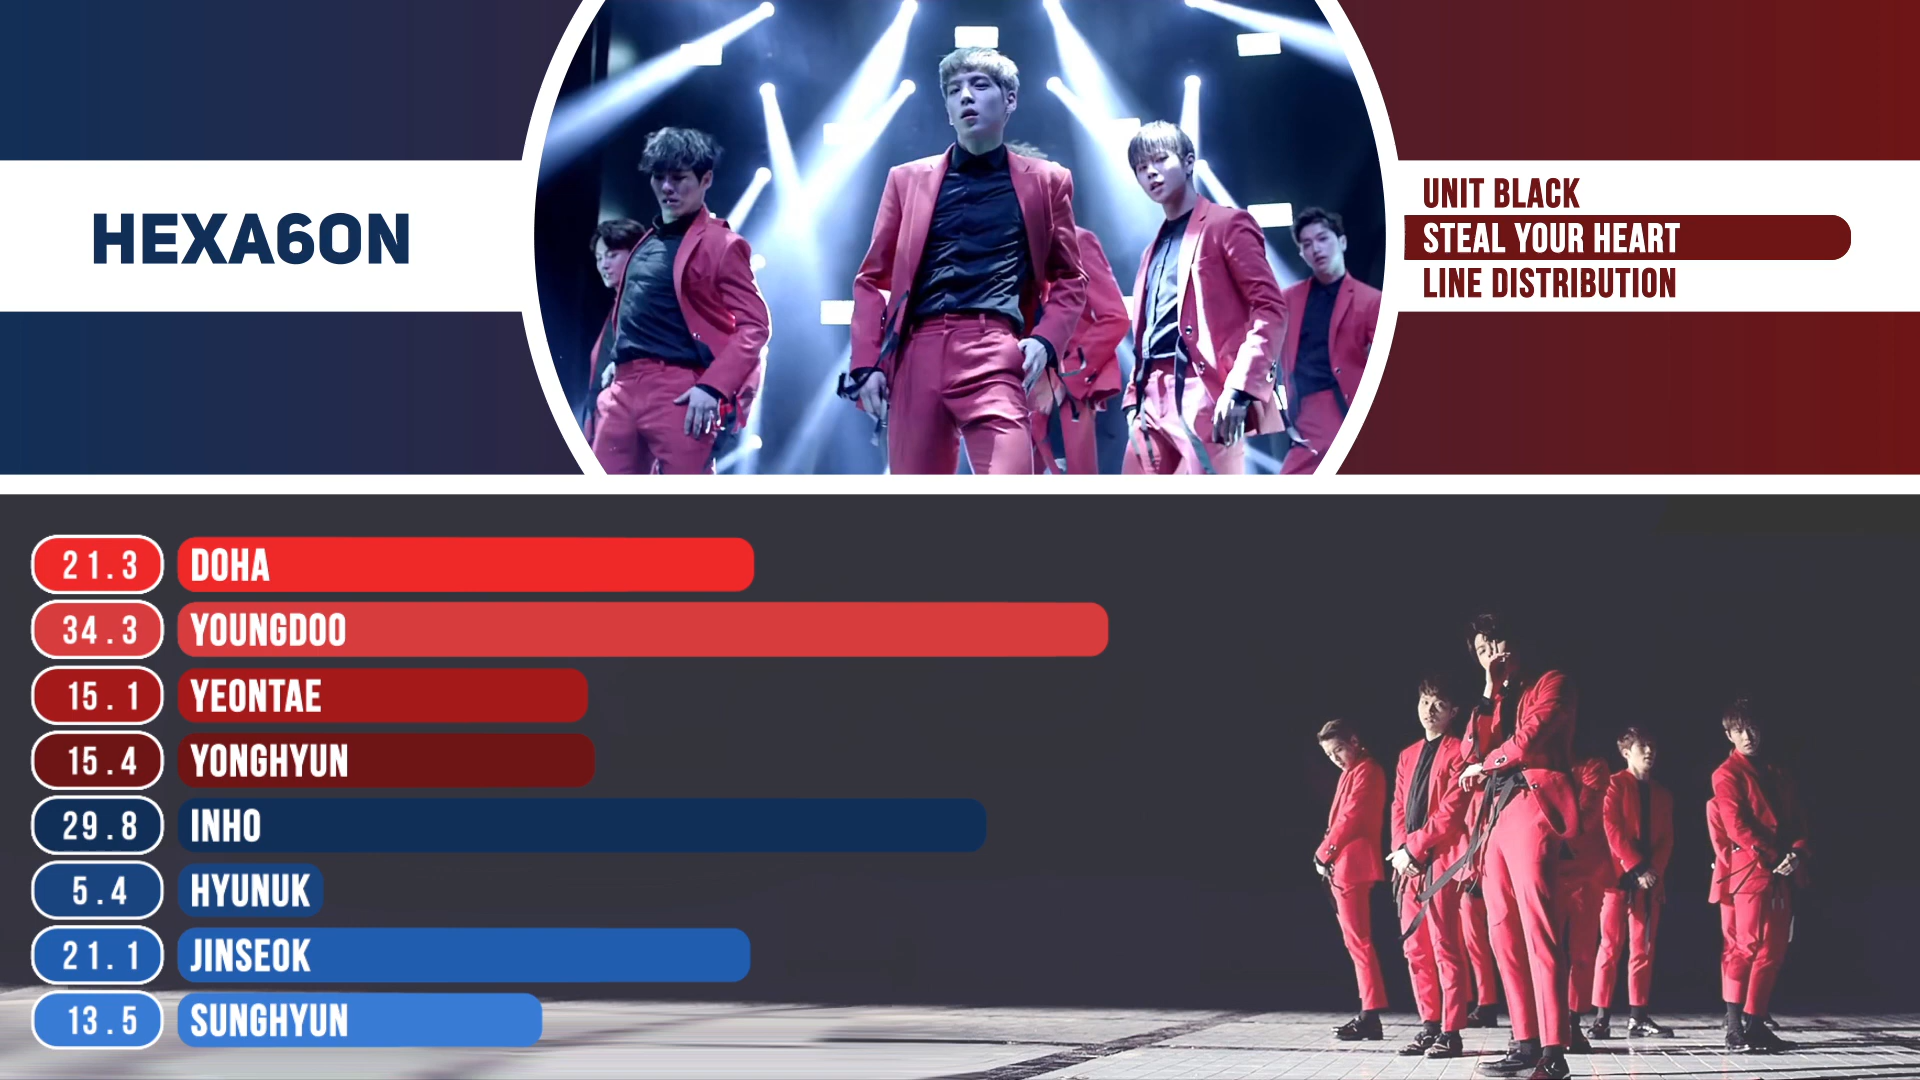 HEXA6ON
UNIT BLACK
STEAL YOUR HEART
LINE DISTRIBUTION
21.3 DOHA
34.3 YOUNGDOO
15.1 YEONTAE
15.4 YONGHYUN
29.8 INHO
5.4 HYUNUK
21.1 JINSEOK
13.5 SUNGHYUN